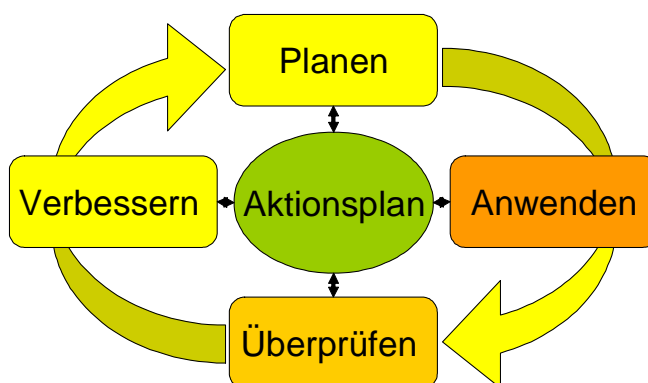 Planen
Verbessern
Aktionsplan
Anwenden
Überprüfen